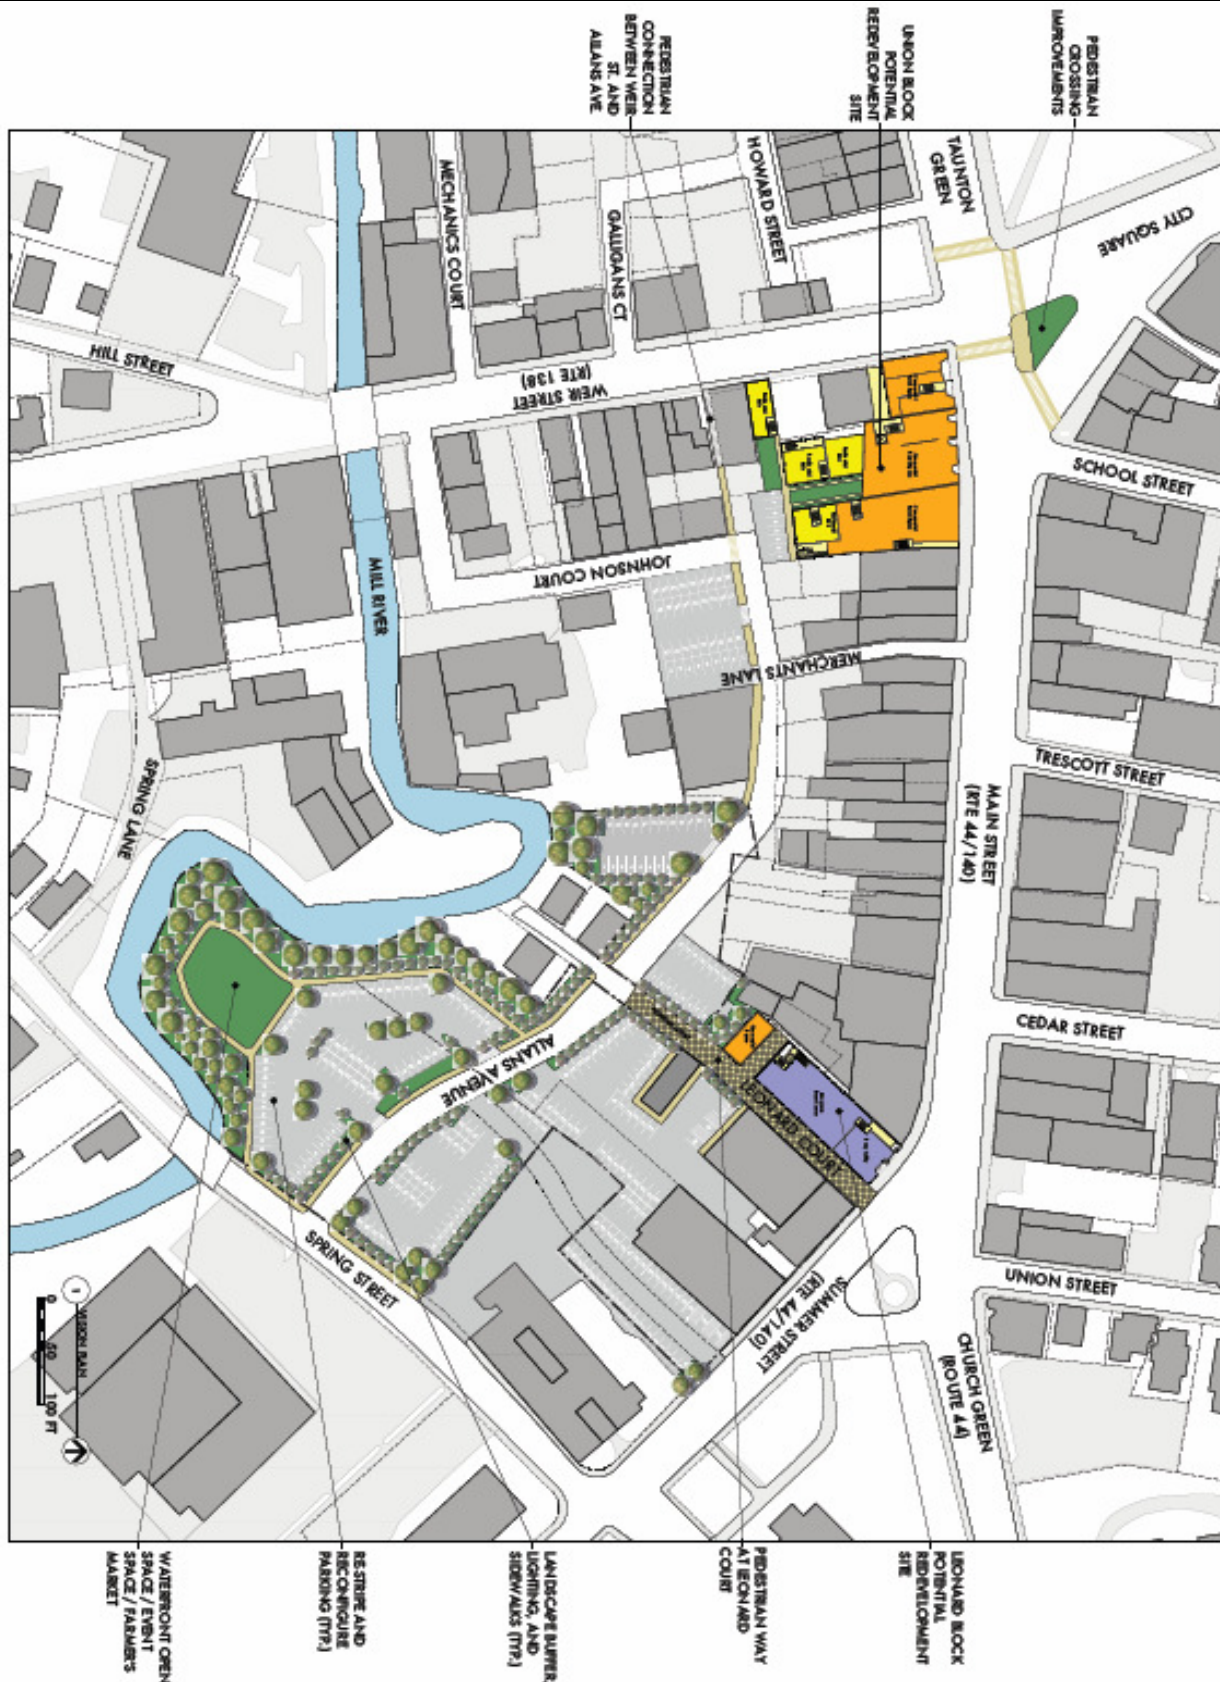 PEDESTRIAN
CONNECTION
BETWEEN WEIR
ST. AND
ALLANS AVE.
UNION BLOCK
POTENTIAL
REDEVELOPMENT
SITE
PEDESTRIAN
CROSSING
IMPROVEMENTS
TAUNTON
GREEN
CITY SQUARE
HOWARD STREET
GALLIGANS CT
MECHANICS COURT
HILL STREET
WEIR STREET
(RTE 138)
SCHOOL STREET
JOHNSON COURT
MILL RIVER
MERCHANTS LANE
TRESCOTT STREET
MAIN STREET
(RTE 44/140)
SPRING LANE
CEDAR STREET
ALLANS AVENUE
LEONARD COURT
UNION STREET
SPRING STREET
SUMMER STREET
(RTE 44/140)
CHURCH GREEN
(ROUTE 44)
1
VISION PLAN
0 50 100 FT
WATERFRONT OPEN
SPACE / EVENT
SPACE / FARMER'S
MARKET
RE-STRIPE AND
RECONFIGURE
PARKING (TYP.)
LANDSCAPE BUFFER,
LIGHTING, AND
SIDEWALKS (TYP.)
PEDESTRIAN WAY
AT LEONARD
COURT
LEONARD BLOCK
POTENTIAL
REDEVELOPMENT
SITE